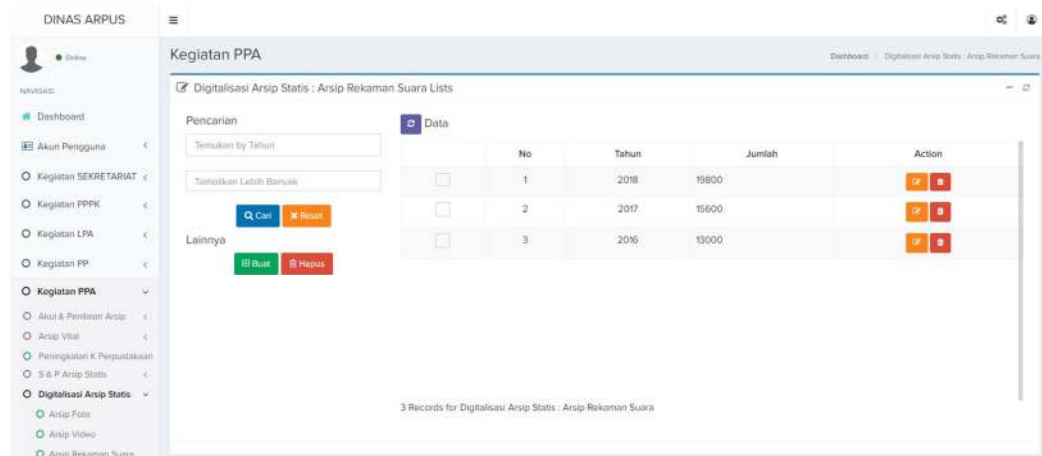 DINAS ARPUS
Online
NAVIGASI
Dashboard
Akun Pengguna
Kegiatan SEKRETARIAT
Kegiatan PPPK
Kegiatan LPA
Kegiatan PP
Kegiatan PPA
Akui & Penilaian Arsip
Arsip Vital
Peningkatan K Perpustakaan
S & P Arsip Statis
Digitalisasi Arsip Statis
Arsip Foto
Arsip Video
Arsip Rekaman Suara
Kegiatan PPA
Dashboard Digitalisasi Arsip Statis : Arsip Rekaman Suara
Digitalisasi Arsip Statis : Arsip Rekaman Suara Lists
Pencarian
Temukan by Tahun
Tampilkan Lebih Banyak
Cari Reset
Lainnya
Buat Hapus
Data
No Tahun Jumlah Action
1 2018 19800
2 2017 15600
3 2016 13000
3 Records for Digitalisasi Arsip Statis : Arsip Rekaman Suara